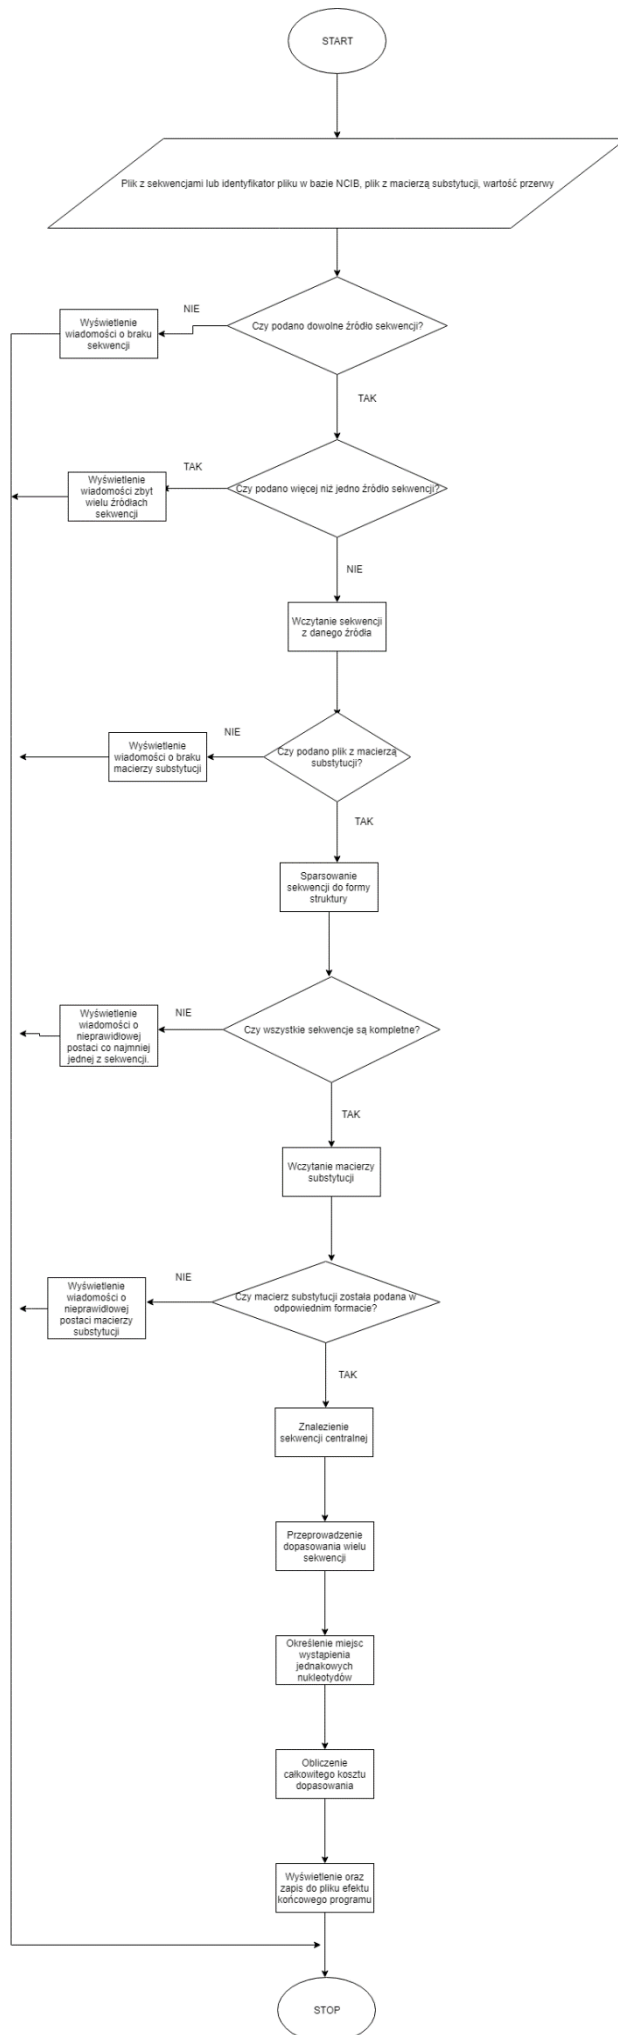 START
Plik z sekwencjami lub identyfikator pliku w bazie NCIB, plik z macierzą substytucji, wartość przerwy
NIE
Czy podano dowolne źródło sekwencji?
Wyświetlenie
wiadomości o braku
sekwencji
TAK
TAK
Czy podano więcej niż jedno źródło sekwencji?
Wyświetlenie
wiadomości zbyt
wielu źródłach
sekwencji
NIE
Wczytanie sekwencji
z danego źródła
NIE
Czy podano plik z macierzą
substytucji?
Wyświetlenie
wiadomości o braku
macierzy substytucji
TAK
Sparsowanie
sekwencji do formy
struktury
NIE
Czy wszystkie sekwencje są kompletne?
Wyświetlenie
wiadomości o
nieprawidłowej
postaci co najmniej
jednej z sekwencji.
TAK
Wczytanie macierzy
substytucji
NIE
Czy macierz substytucji została podana w
odpowiednim formacie?
Wyświetlenie
wiadomości o
nieprawidłowej
postaci macierzy
substytucji
TAK
Znalezienie
sekwencji centralnej
Przeprowadzenie
dopasowania wielu
sekwencji
Określenie miejsc
wystąpienia
jednakowych
nukleotydów
Obliczenie
całkowitego kosztu
dopasowania
Wyświetlenie oraz
zapis do pliku efektu
końcowego programu
STOP